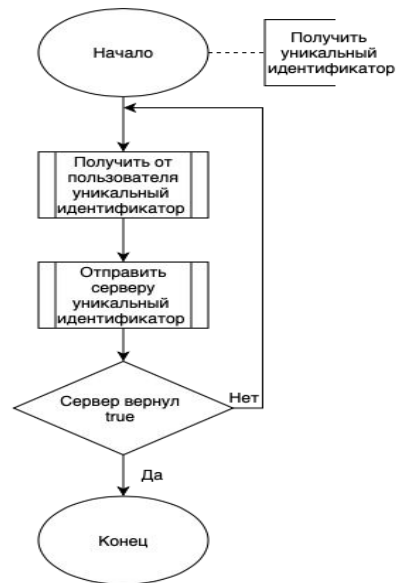 Начало
Получить
уникальный
идентификатор
Получить от
пользователя
уникальный
идентификатор
Отправить
серверу
уникальный
идентификатор
Сервер вернул
true
Нет
Да
Конец